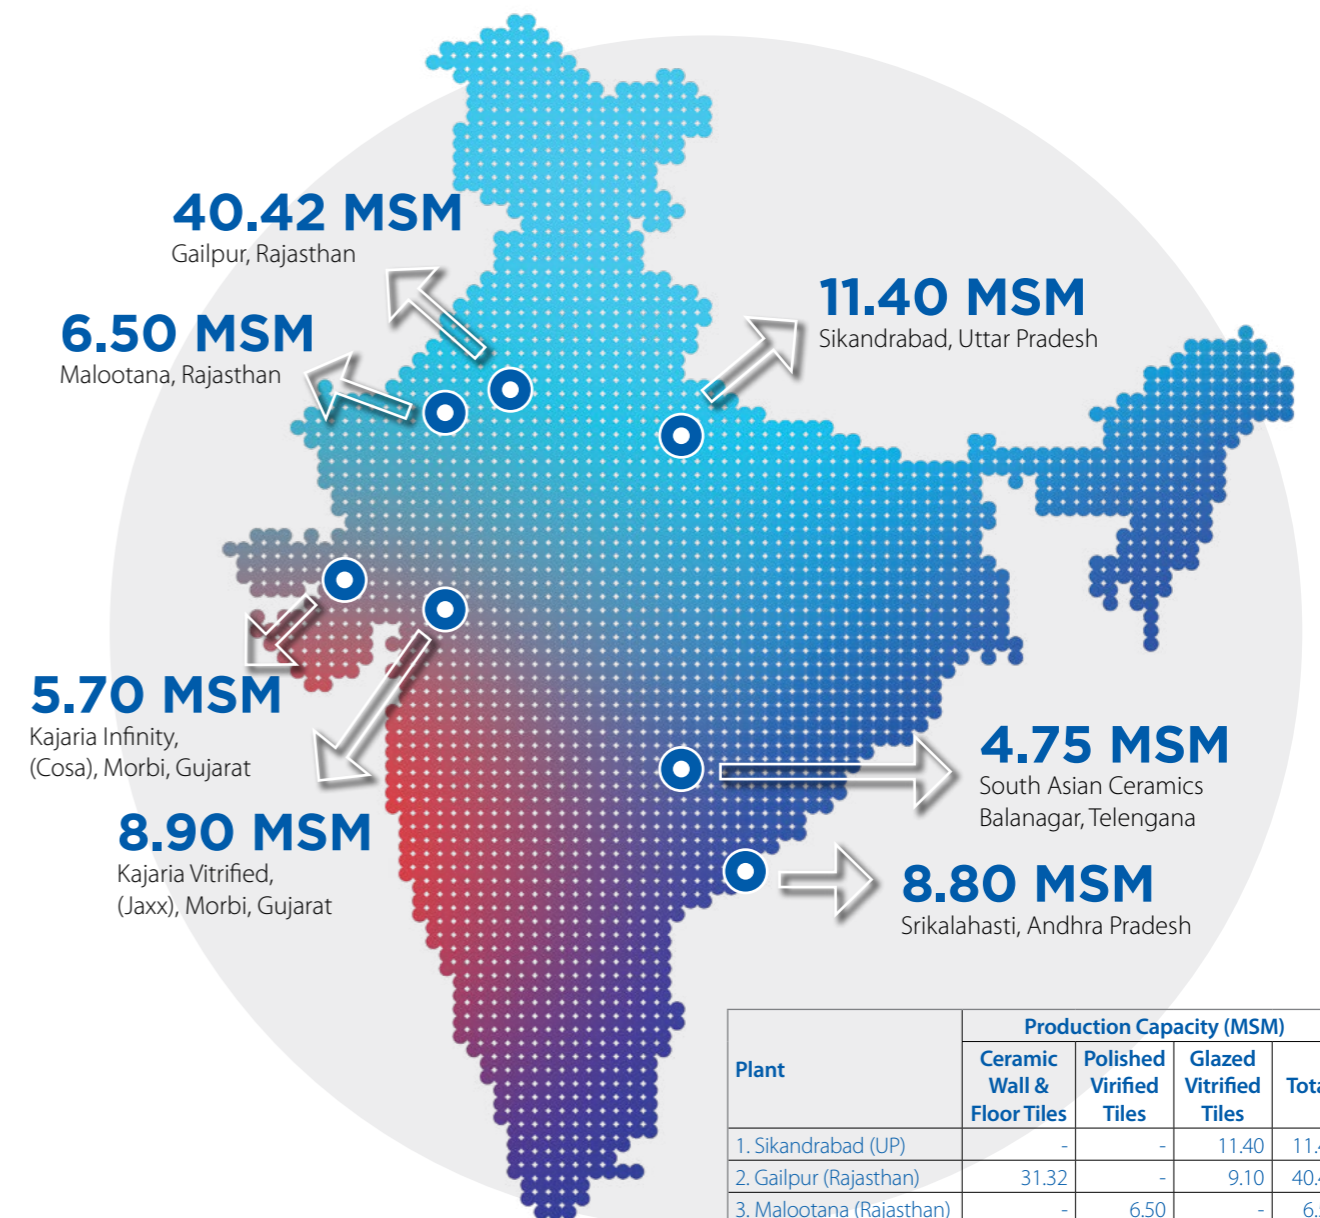 40.42 MSM
Gailpur, Rajasthan
6.50 MSM
Malootana, Rajasthan
11.40 MSM
Sikandrabad, Uttar Pradesh
5.70 MSM
Kajaria Infinity,
(Cosa), Morbi, Gujarat
8.90 MSM
Kajaria Vitrified,
(Jaxx), Morbi, Gujarat
4.75 MSM
South Asian Ceramics
Balanagar, Telengana
8.80 MSM
Srikalahasti, Andhra Pradesh
Plant
Production Capacity (MSM)
Ceramic
Wall &
Floor Tiles
Polished
Virified
Tiles
Glazed
Vitrified
Tiles
1. Sikandrabad (UP) - - 11.40
2. Gailpur (Rajasthan) 31.32 - 9.10
3. Malootana (Rajasthan) - 6.50 -